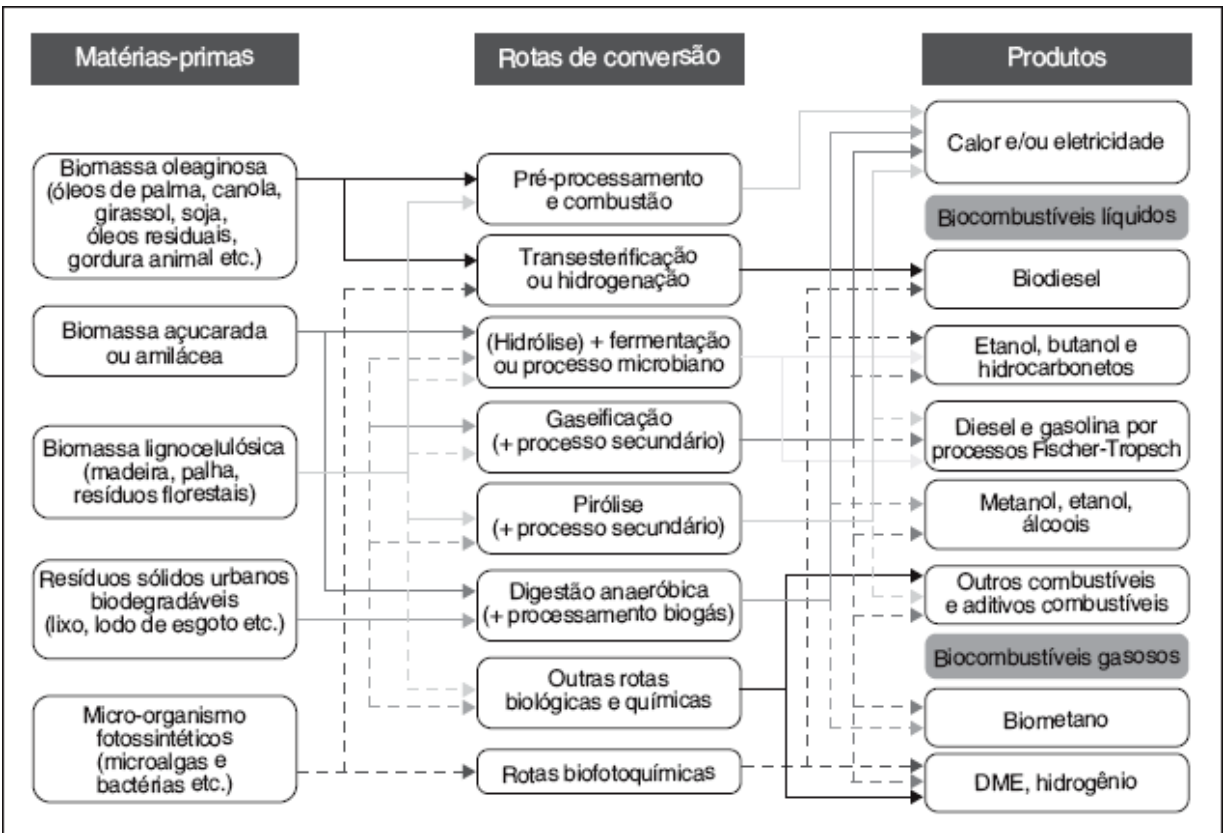 Matérias-primas
Rotas de conversão
Produtos
Biomassa oleaginosa
(óleos de palma, canola,
girassol, soja,
óleos residuais,
gordura animal etc.)
Biomassa açucarada
ou amilácea
Biomassa lignocelulósica
(madeira, palha,
resíduos florestais)
Resíduos sólidos urbanos
biodegradáveis
(lixo, lodo de esgoto etc.)
Micro-organismo
fotossintéticos
(microalgas e
bactérias etc.)
Pré-processamento
e combustão
Transesterificação
ou hidrogenação
(Hidrólise) + fermentação
ou processo microbiano
Gaseificação
(+ processo secundário)
Pirólise
(+ processo secundário)
Digestão anaeróbica
(+ processamento biogás)
Outras rotas
biológicas e químicas
Rotas biofotoquímicas
Calor e/ou eletricidade
Biocombustíveis líquidos
Biodiesel
Etanol, butanol e
hidrocarbonetos
Diesel e gasolina por
processos Fischer-Tropsch
Metanol, etanol,
álcoois
Outros combustíveis
e aditivos combustíveis
Biocombustíveis gasosos
Biometano
DME, hidrogênio